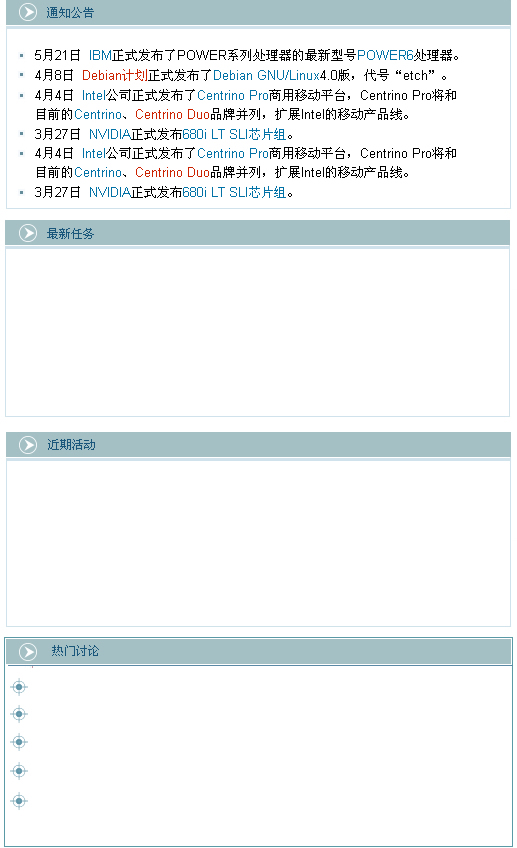 通知公告
5月21日 IBM正式发布了POWER系列处理器的最新型号POWER6处理器。
4月8日 Debian计划正式发布了Debian GNU/Linux4.0版，代号“etch”。
4月4日 Intel公司正式发布了Centrino Pro商用移动平台，Centrino Pro将和
目前的Centrino、Centrino Duo品牌并列，扩展Intel的移动产品线。
3月27日 NVIDIA正式发布680i LT SLI芯片组。
4月4日 Intel公司正式发布了Centrino Pro商用移动平台，Centrino Pro将和
目前的Centrino、Centrino Duo品牌并列，扩展Intel的移动产品线。
3月27日 NVIDIA正式发布680i LT SLI芯片组。
最新任务
近期活动
热门讨论